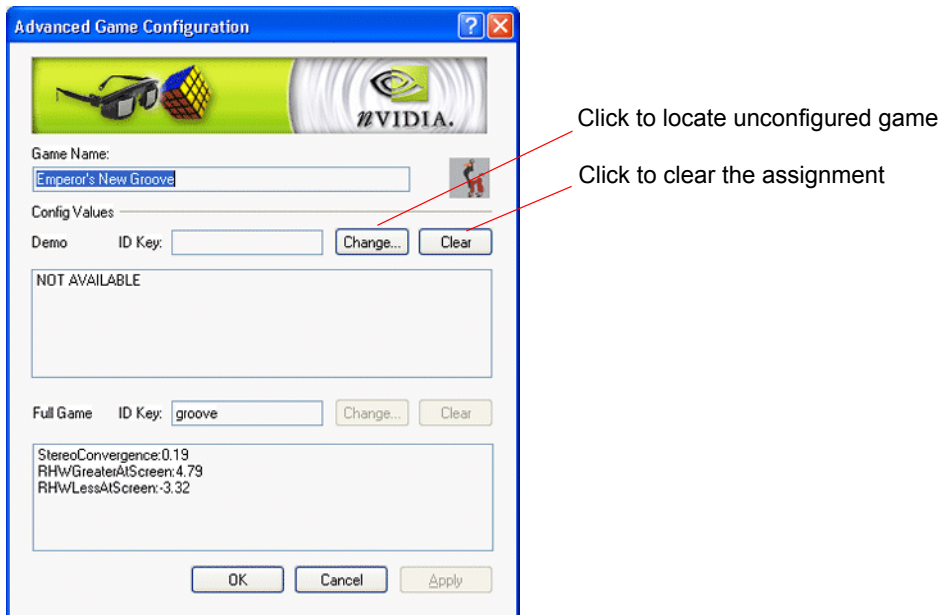 Advanced Game Configuration
nVIDIA.
Click to locate unconfigured game
Game Name:
Click to clear the assignment
Emperor's New Groove
Config Values
Demo ID Key: Change... Clear
NOT AVAILABLE
Full Game ID Key: groove Change... Clear
StereoConvergence:0.19
RHWGreaterAtScreen:4.79
RHWLessAtScreen:-3.32
OK Cancel Apply